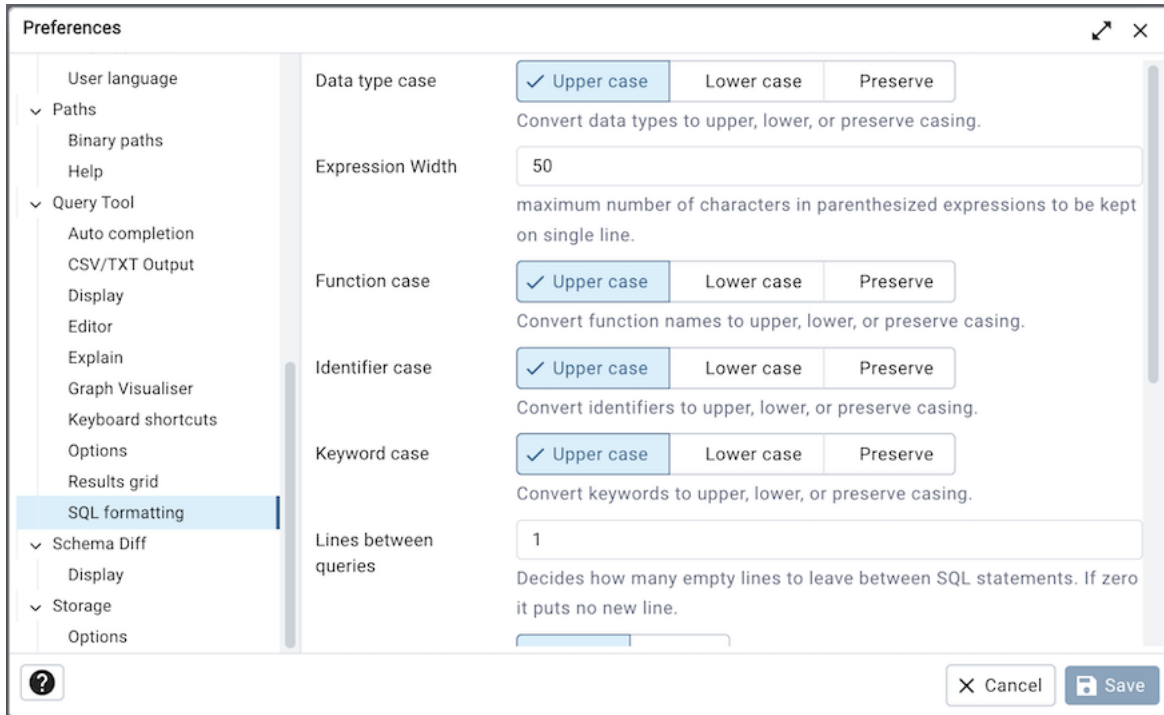 Preferences
User language
Paths
Binary paths
Help
Query Tool
Auto completion
CSV/TXT Output
Display
Editor
Explain
Graph Visualiser
Keyboard shortcuts
Options
Results grid
SQL formatting
Schema Diff
Display
Storage
Options
Data type case
Upper case Lower case Preserve
Convert data types to upper, lower, or preserve casing.
Expression Width
50
maximum number of characters in parenthesized expressions to be kept
on single line.
Function case
Upper case Lower case Preserve
Convert function names to upper, lower, or preserve casing.
Identifier case
Upper case Lower case Preserve
Convert identifiers to upper, lower, or preserve casing.
Keyword case
Upper case Lower case Preserve
Convert keywords to upper, lower, or preserve casing.
Lines between
queries
1
Decides how many empty lines to leave between SQL statements. If zero
it puts no new line.
?
Cancel Save